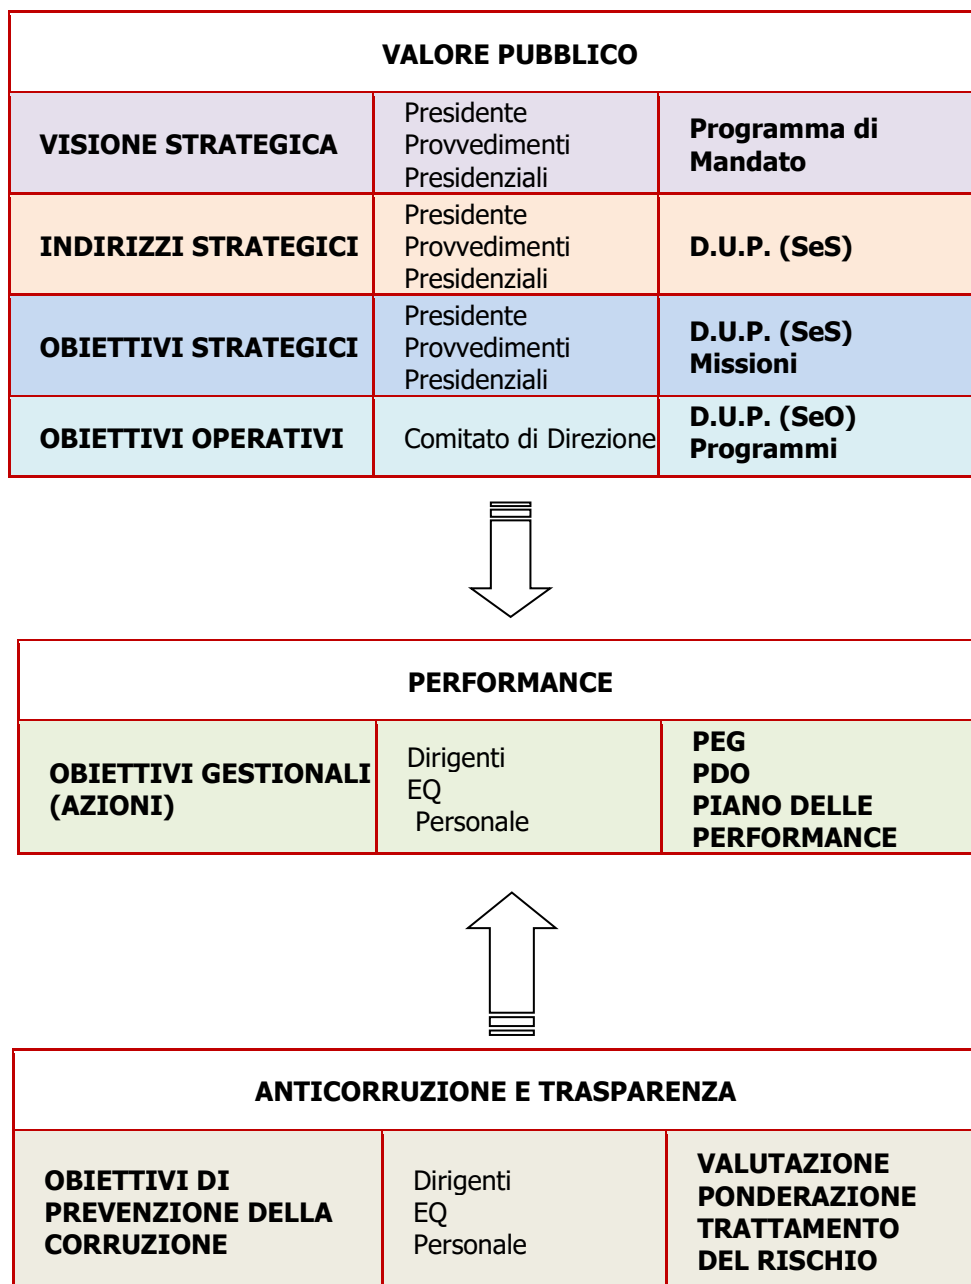 VALORE PUBBLICO
VISIONE STRATEGICA
Presidente
Provvedimenti
Presidenziali
Programma di
Mandato
INDIRIZZI STRATEGICI
Presidente
Provvedimenti
Presidenziali
D.U.P. (SeS)
OBIETTIVI STRATEGICI
Presidente
Provvedimenti
Presidenziali
D.U.P. (SeS)
Missioni
OBIETTIVI OPERATIVI
Comitato di Direzione
D.U.P. (SeO)
Programmi
PERFORMANCE
OBIETTIVI GESTIONALI
(AZIONI)
Dirigenti
EQ
Personale
PEG
PDO
PIANO DELLE
PERFORMANCE
ANTICORRUZIONE E TRASPARENZA
OBIETTIVI DI
PREVENZIONE DELLA
CORRUZIONE
Dirigenti
EQ
Personale
VALUTAZIONE
PONDERAZIONE
TRATTAMENTO
DEL RISCHIO